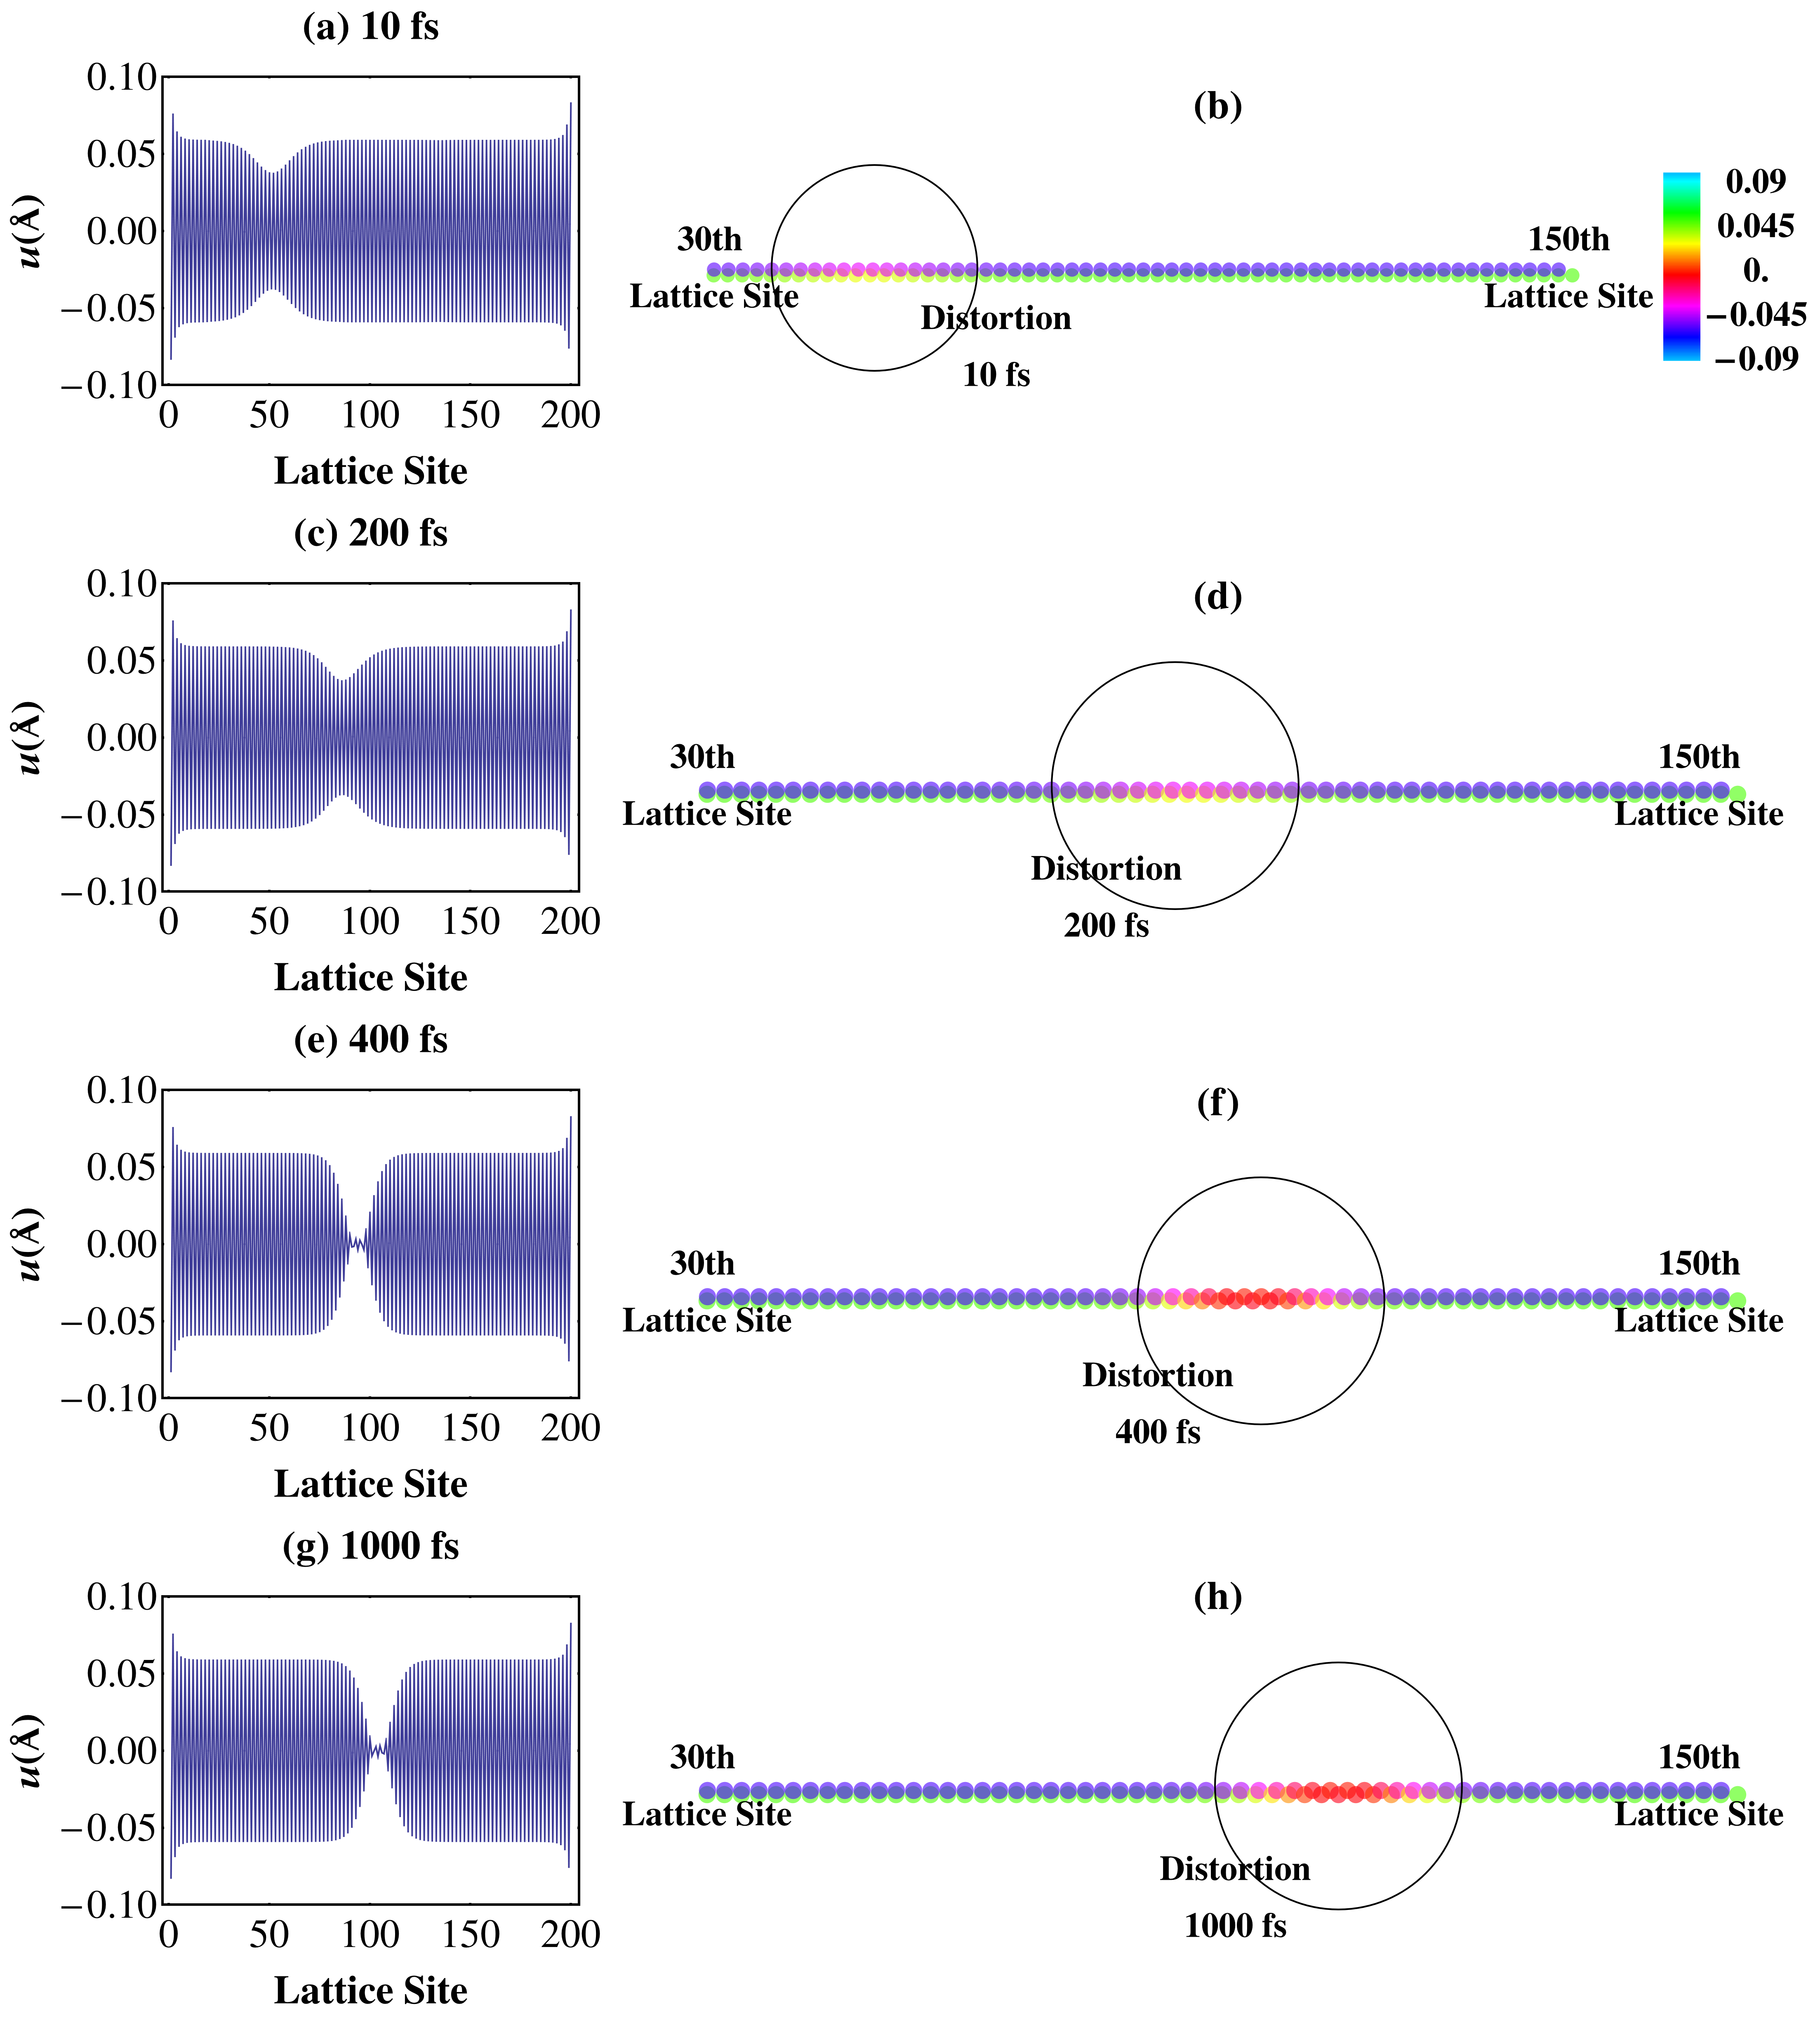 (a) 10 fs
0.10
0.05
0.00
−0.05
−0.10
u(Å)
0 50 100 150 200
Lattice Site
(b)
30th
Lattice Site
150th
Lattice Site
Distortion
10 fs
0.09
0.045
0.
−0.045
−0.09
(c) 200 fs
0.10
0.05
0.00
−0.05
−0.10
u(Å)
0 50 100 150 200
Lattice Site
(d)
30th
Lattice Site
150th
Lattice Site
Distortion
200 fs
(e) 400 fs
0.10
0.05
0.00
−0.05
−0.10
u(Å)
0 50 100 150 200
Lattice Site
(f)
30th
Lattice Site
150th
Lattice Site
Distortion
400 fs
(g) 1000 fs
0.10
0.05
0.00
−0.05
−0.10
u(Å)
0 50 100 150 200
Lattice Site
(h)
30th
Lattice Site
150th
Lattice Site
Distortion
1000 fs